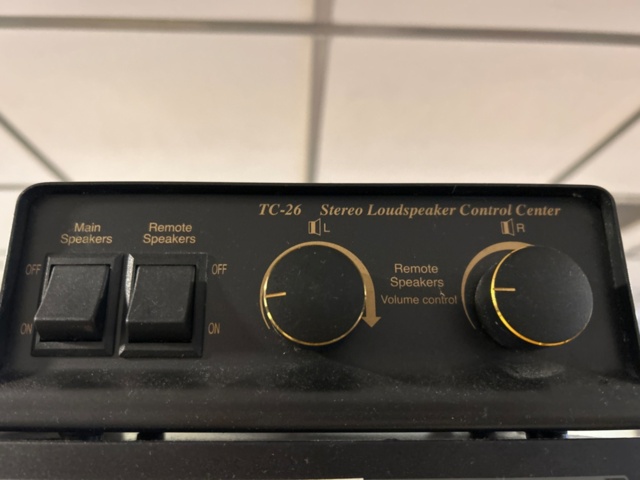 TC-26 Stereo Loudspeaker Control Center
Main
Speakers
Remote
Speakers
OFF
OFF
ON
ON
L
R
Remote
Speakers
Volume control